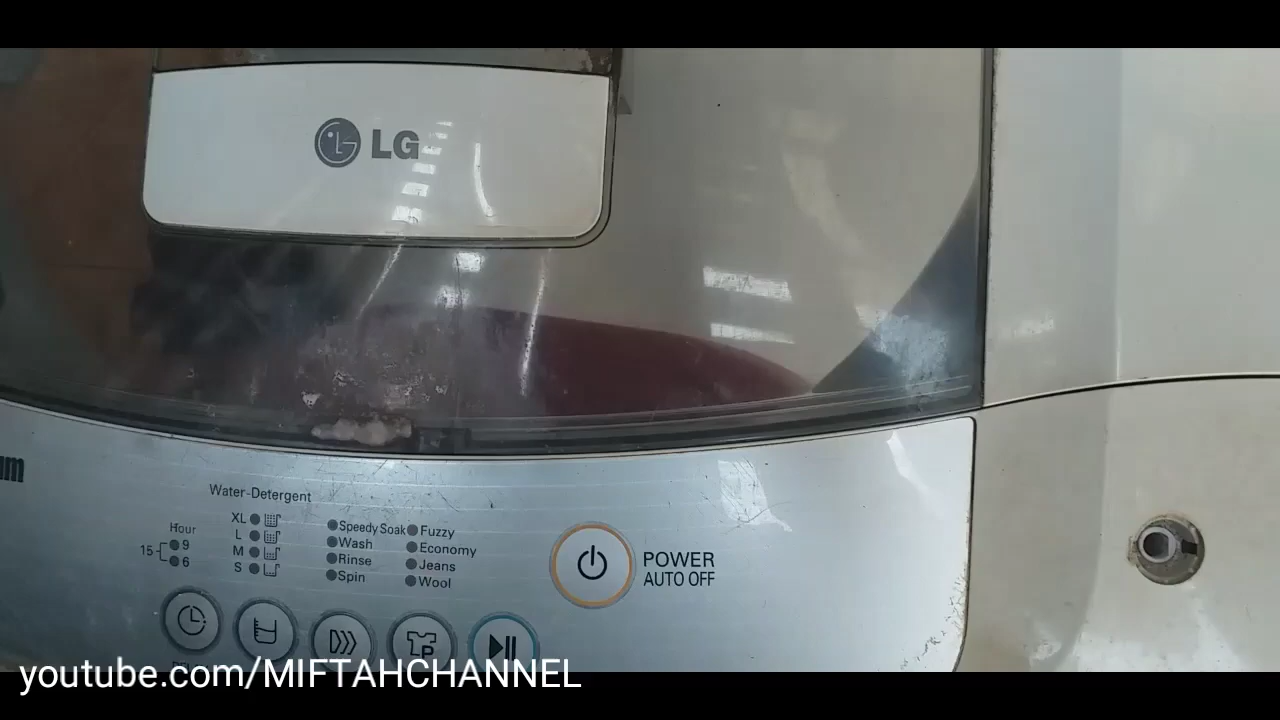 LG
Water-Detergent
Hour
15
9
6
XL
L
M
S
Speedy Soak
Wash
Rinse
Spin
Fuzzy
Economy
Jeans
Wool
POWER
AUTO OFF
P
youtube.com/MIFTAHCHANNEL